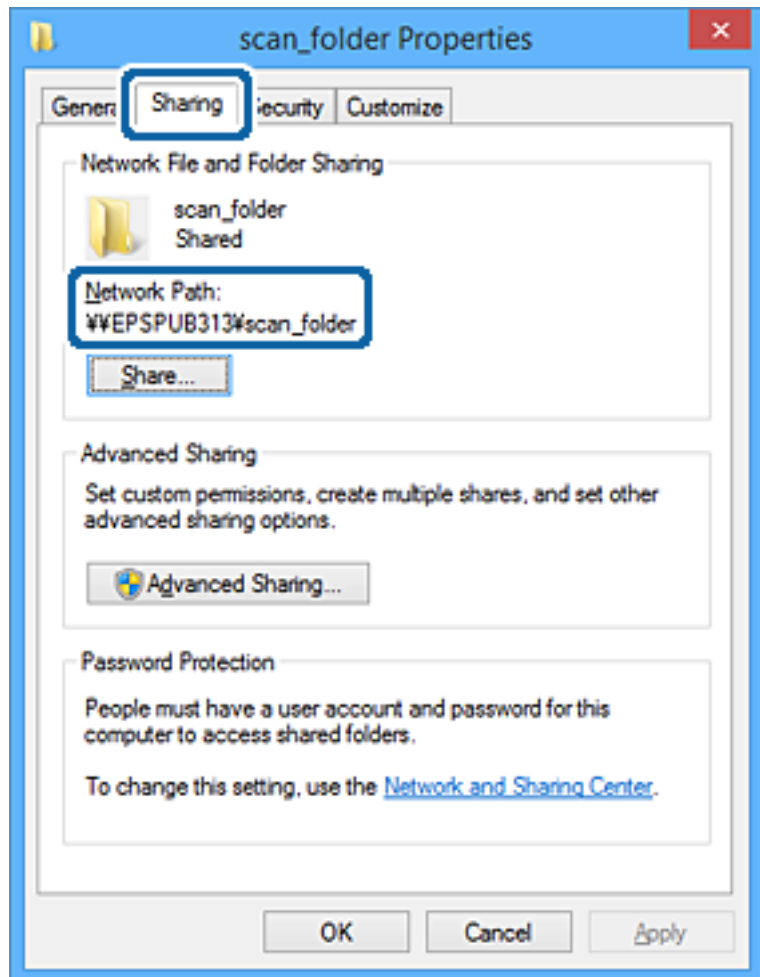 scan_folder Properties
Sharing
Customize
Network File and Folder Sharing
scan_folder
Shared
Network Path:
¥¥EPSPUB313¥scan_folder
Share...
Advanced Sharing
Set custom permissions, create multiple shares, and set other
advanced sharing options.
Advanced Sharing...
Password Protection
People must have a user account and password for this
computer to access shared folders.
To change this setting, use the Network and Sharing Center.
OK Cancel Apply